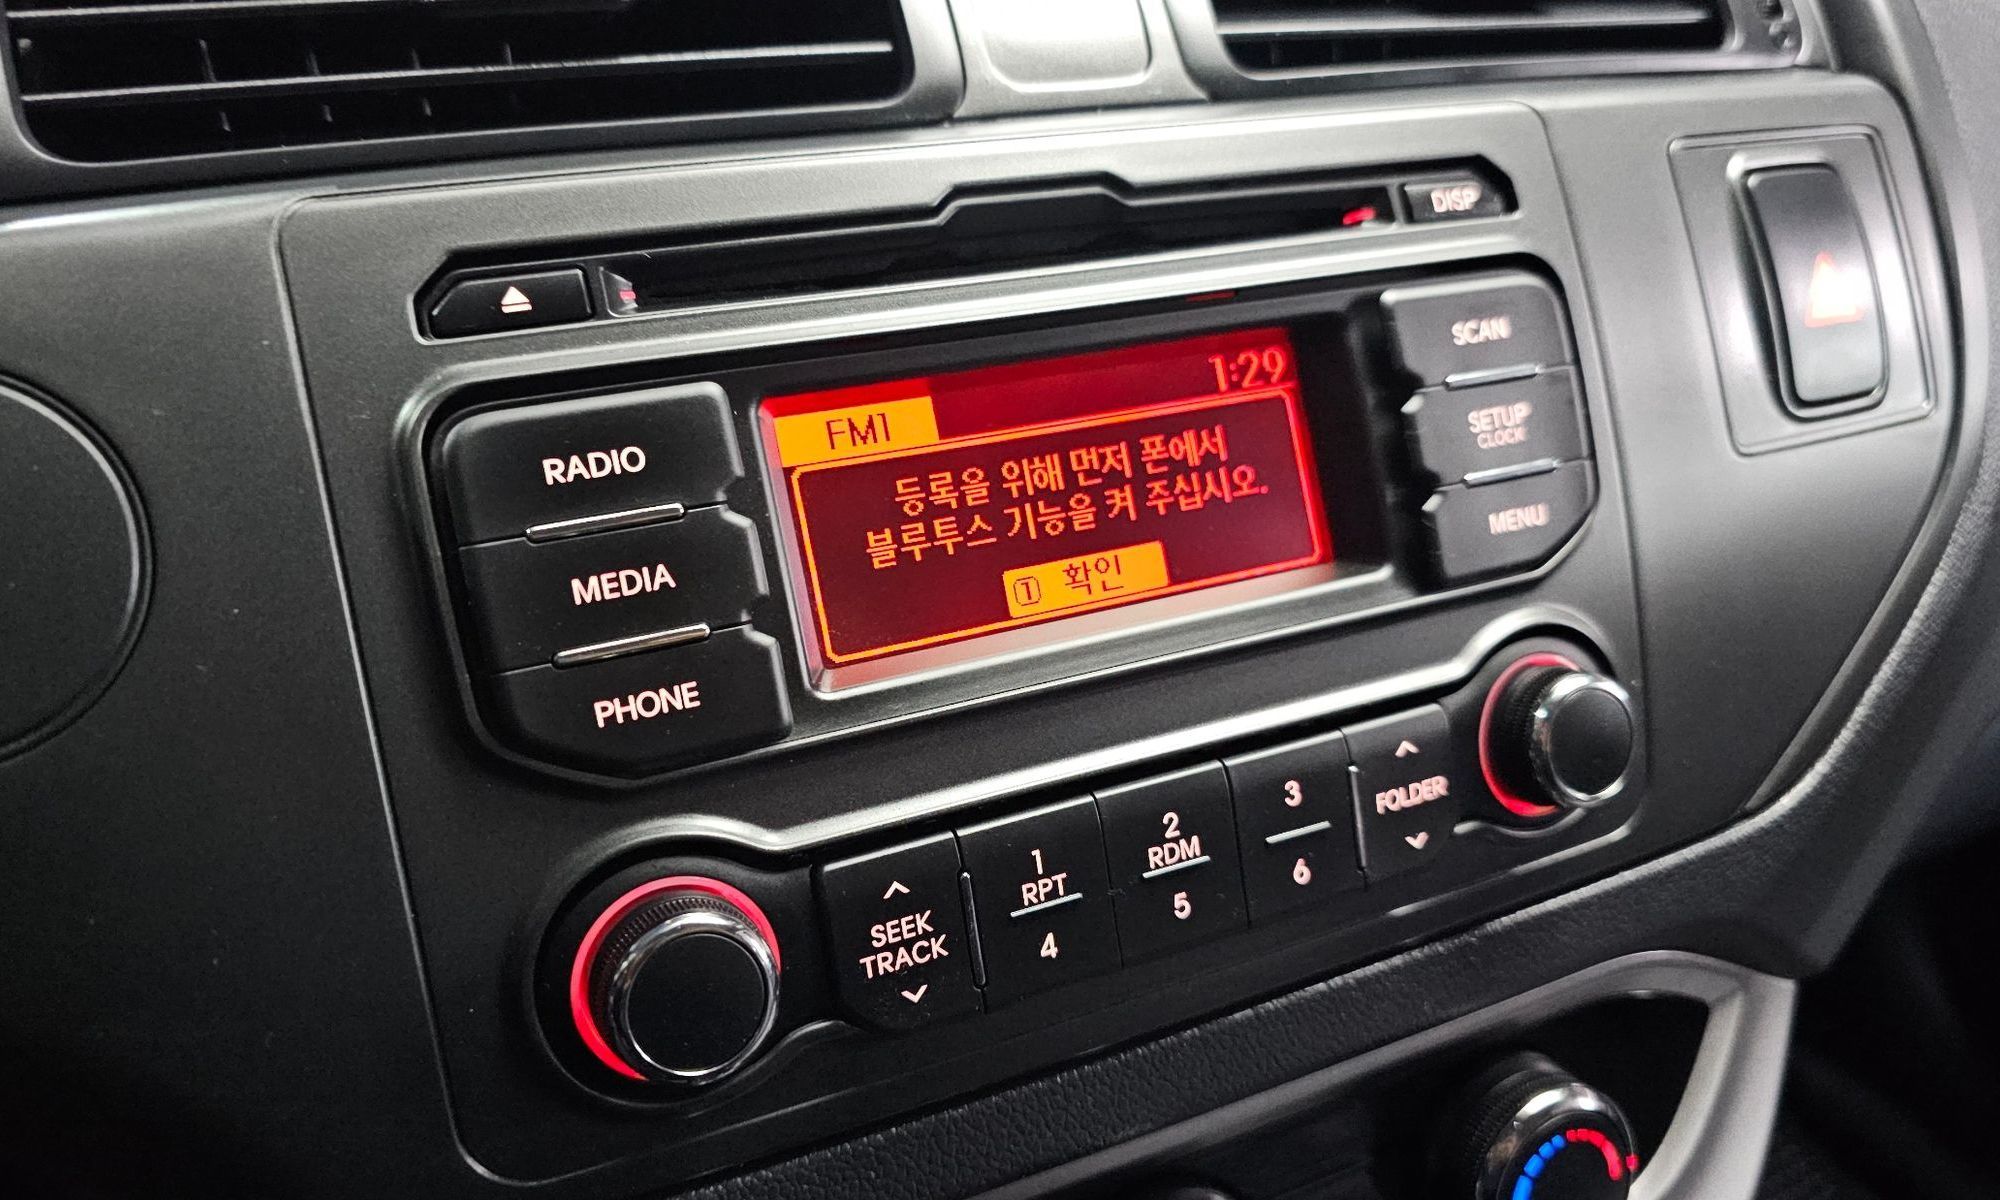 DISP
1:29
FM1
등록을 위해 먼저 폰에서
블루투스 기능을 켜 주십시오.
1 확인
RADIO
MEDIA
PHONE
SCAN
SETUP
CLOCK
MENU
SEEK
TRACK
1
RPT
4
2
RDM
5
3
6
FOLDER